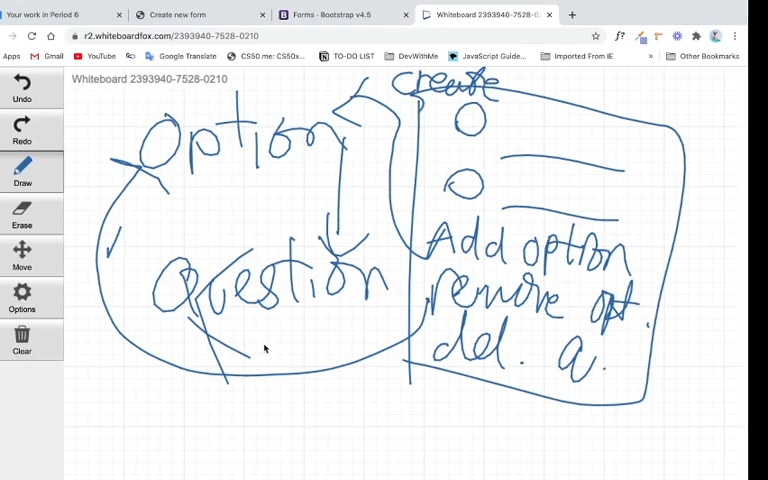 Your work in Period 6
Create new form
Forms - Bootstrap v4.5
Whiteboard 2393940-7528-0
r2.whiteboardfox.com/2393940-7528-0210
f?
Apps
Gmail
YouTube
Maps
Translate
CS50.me: CS50x...
TO-DO LIST
DevWithMe
JavaScript Guide...
Imported From IE
»
Other Bookmarks
Whiteboard 2393940-7528-0210
Undo
Redo
Draw
Erase
Move
Options
Clear
create
Option
Question
Add option
remove opt.
del. Q.